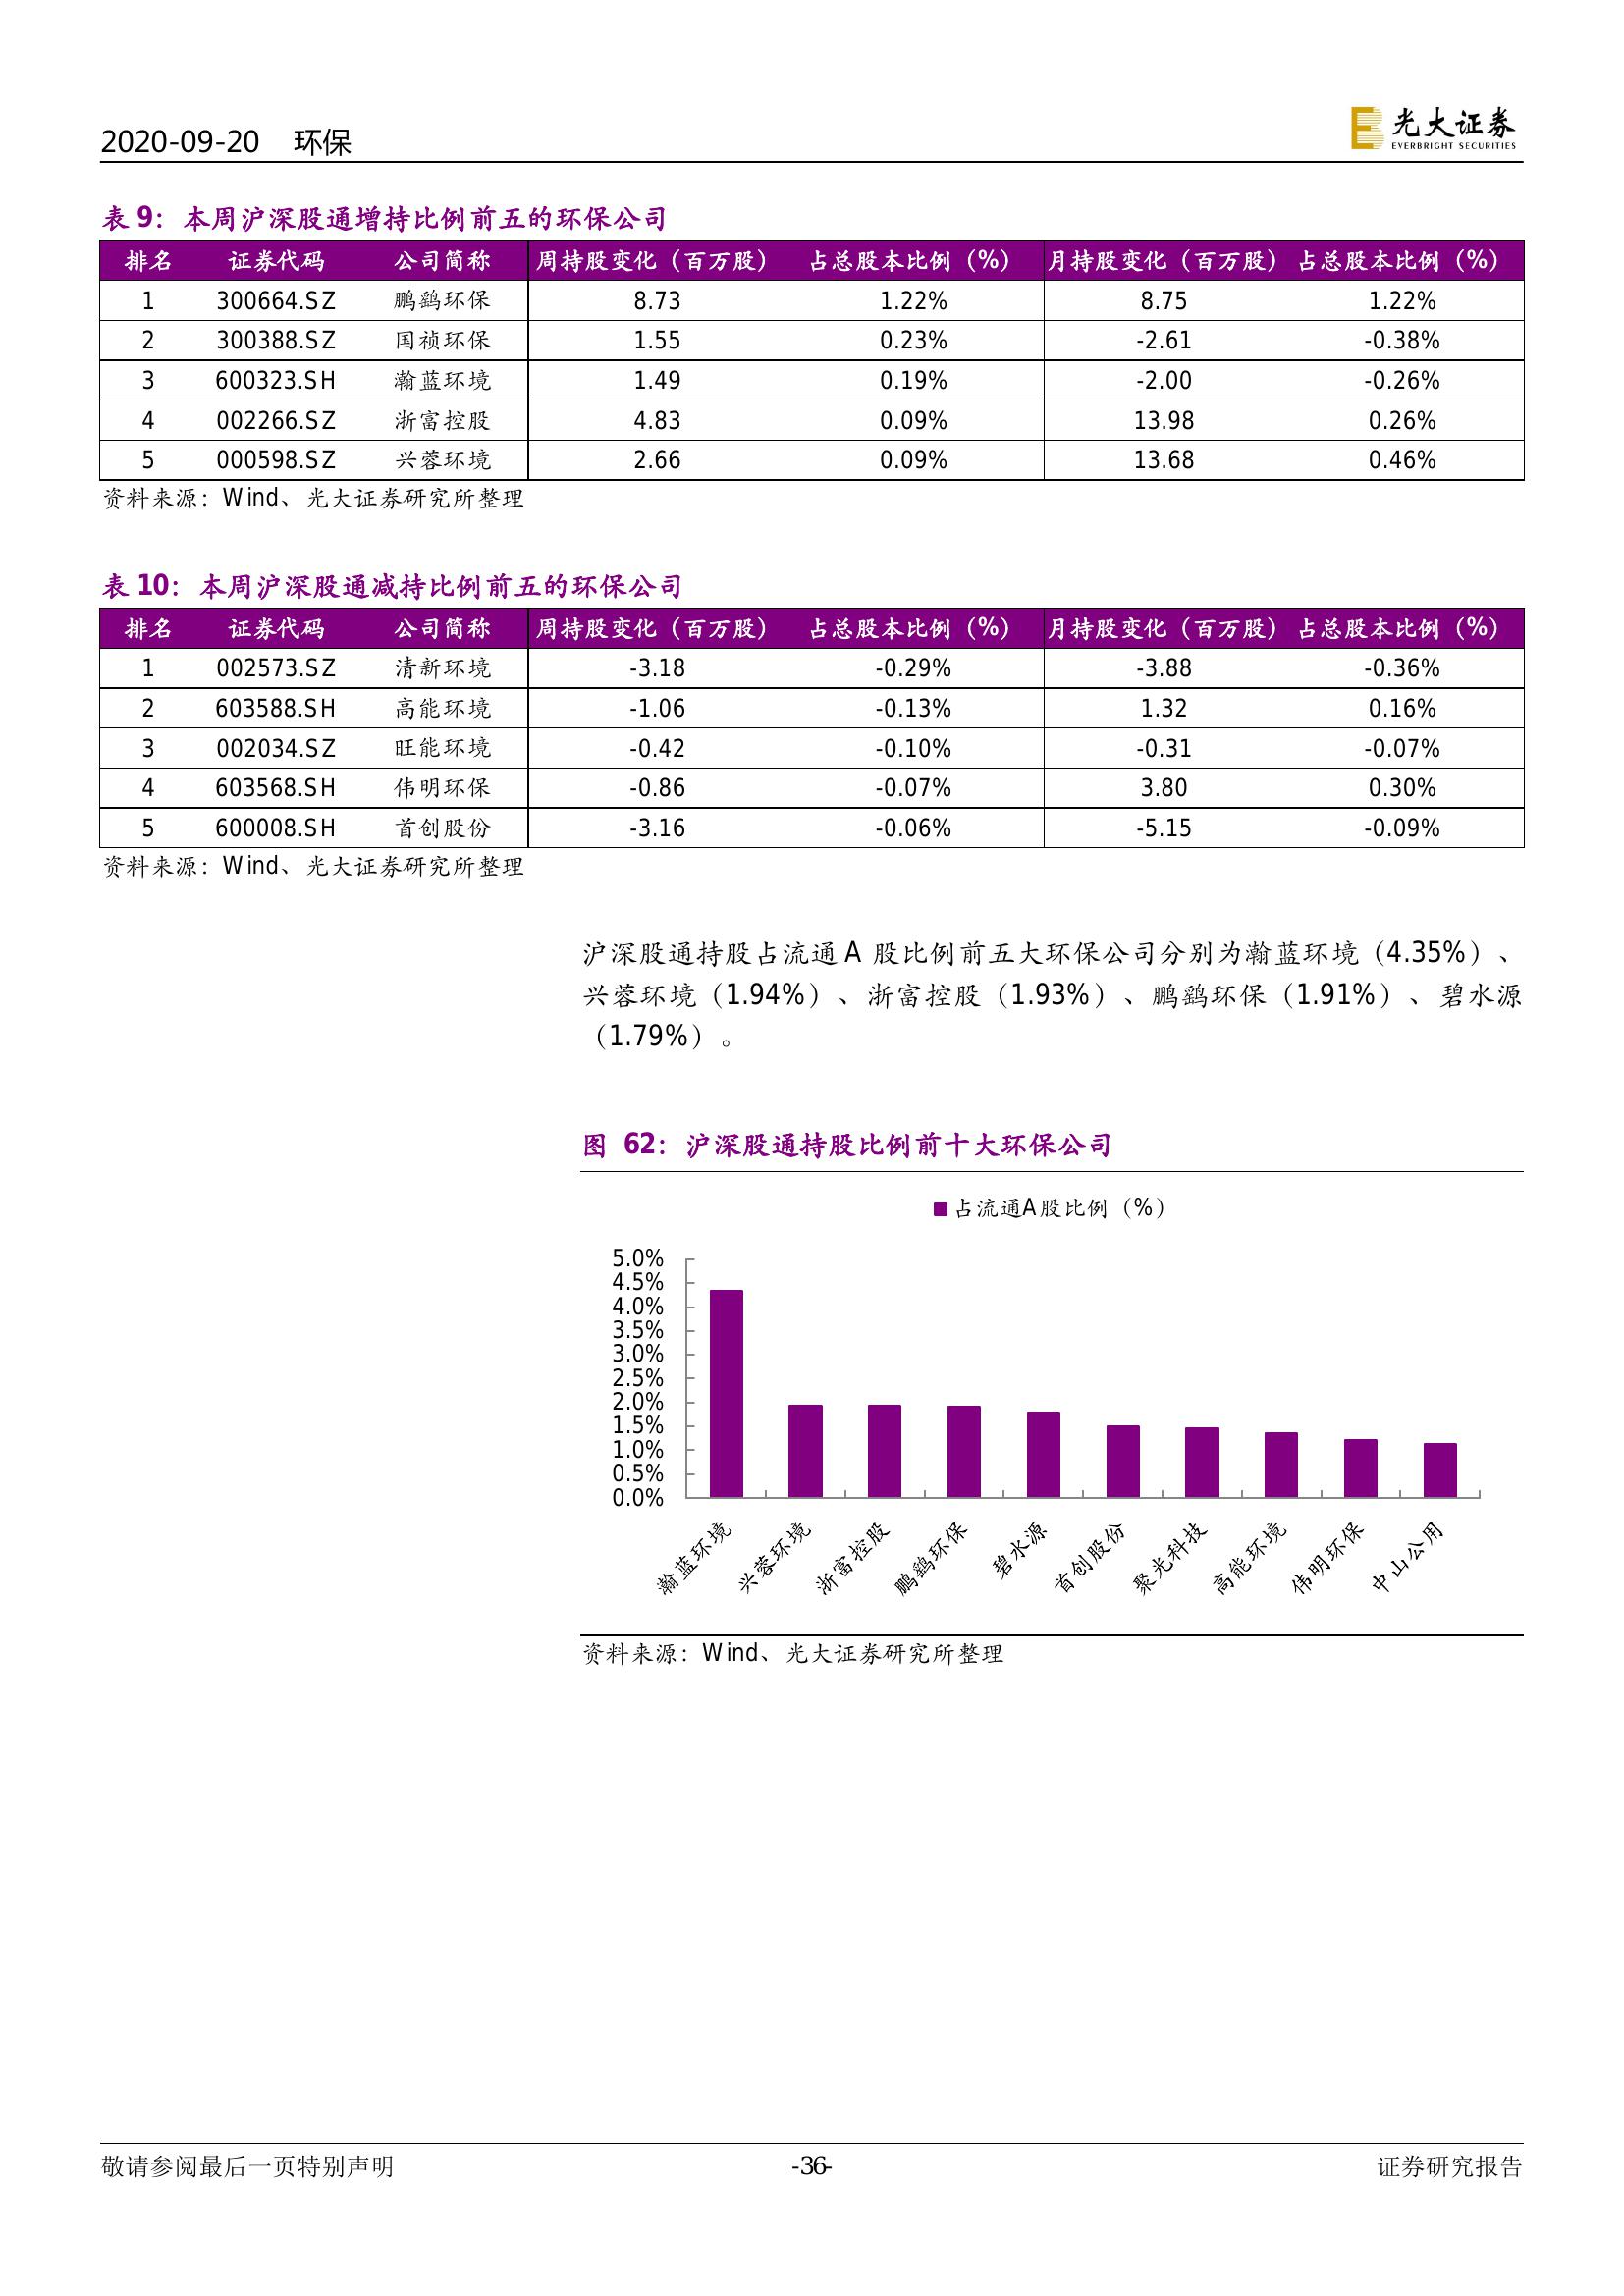 2020-09-20 环保
光大证券
EVERBRIGHT SECURITIES
表 9：本周沪深股通增持比例前五的环保公司
排名 证券代码 公司简称 周持股变化（百万股） 占总股本比例（%） 月持股变化（百万股） 占总股本比例（%）
1 300664.SZ 鹏鹞环保 8.73 1.22% 8.75 1.22%
2 300388.SZ 国祯环保 1.55 0.23% -2.61 -0.38%
3 600323.SH 瀚蓝环境 1.49 0.19% -2.00 -0.26%
4 002266.SZ 浙富控股 4.83 0.09% 13.98 0.26%
5 000598.SZ 兴蓉环境 2.66 0.09% 13.68 0.46%
资料来源：Wind、光大证券研究所整理
表 10：本周沪深股通减持比例前五的环保公司
排名 证券代码 公司简称 周持股变化（百万股） 占总股本比例（%） 月持股变化（百万股） 占总股本比例（%）
1 002573.SZ 清新环境 -3.18 -0.29% -3.88 -0.36%
2 603588.SH 高能环境 -1.06 -0.13% 1.32 0.16%
3 002034.SZ 旺能环境 -0.42 -0.10% -0.31 -0.07%
4 603568.SH 伟明环保 -0.86 -0.07% 3.80 0.30%
5 600008.SH 首创股份 -3.16 -0.06% -5.15 -0.09%
资料来源：Wind、光大证券研究所整理
沪深股通持股占流通 A 股比例前五大环保公司分别为瀚蓝环境（4.35%）、
兴蓉环境（1.94%）、浙富控股（1.93%）、鹏鹞环保（1.91%）、碧水源
（1.79%）。
图 62：沪深股通持股比例前十大环保公司
占流通A股比例（%）
5.0%
4.5%
4.0%
3.5%
3.0%
2.5%
2.0%
1.5%
1.0%
0.5%
0.0%
瀚蓝环境 兴蓉环境 浙富控股 鹏鹞环保 碧水源 首创股份 聚光科技 高能环境 伟明环保 中山公用
资料来源：Wind、光大证券研究所整理
敬请参阅最后一页特别声明 -36- 证券研究报告